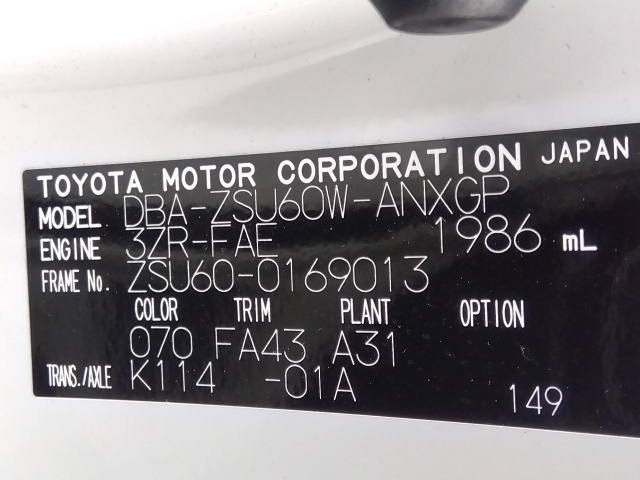 TOYOTA MOTOR CORPORATION JAPAN
MODEL DBA-ZSU60W-ANXGP
ENGINE 3ZR-FAE 1986 mL
FRAME No. ZSU60-0169013
COLOR TRIM PLANT OPTION
070 FA43 A31
TRANS./AXLE K114 -01A
149